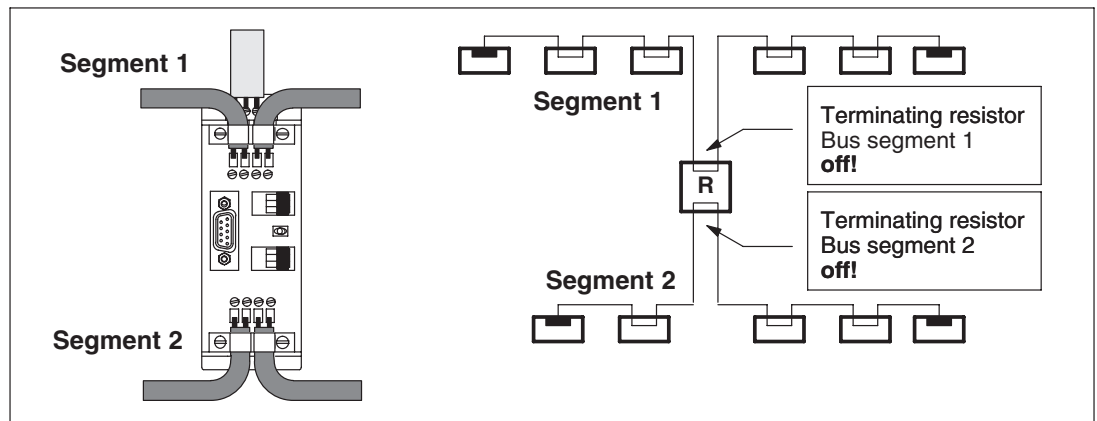 Segment 1
Segment 1
Terminating resistor
Bus segment 1
off!
R
Terminating resistor
Bus segment 2
off!
Segment 2
Segment 2